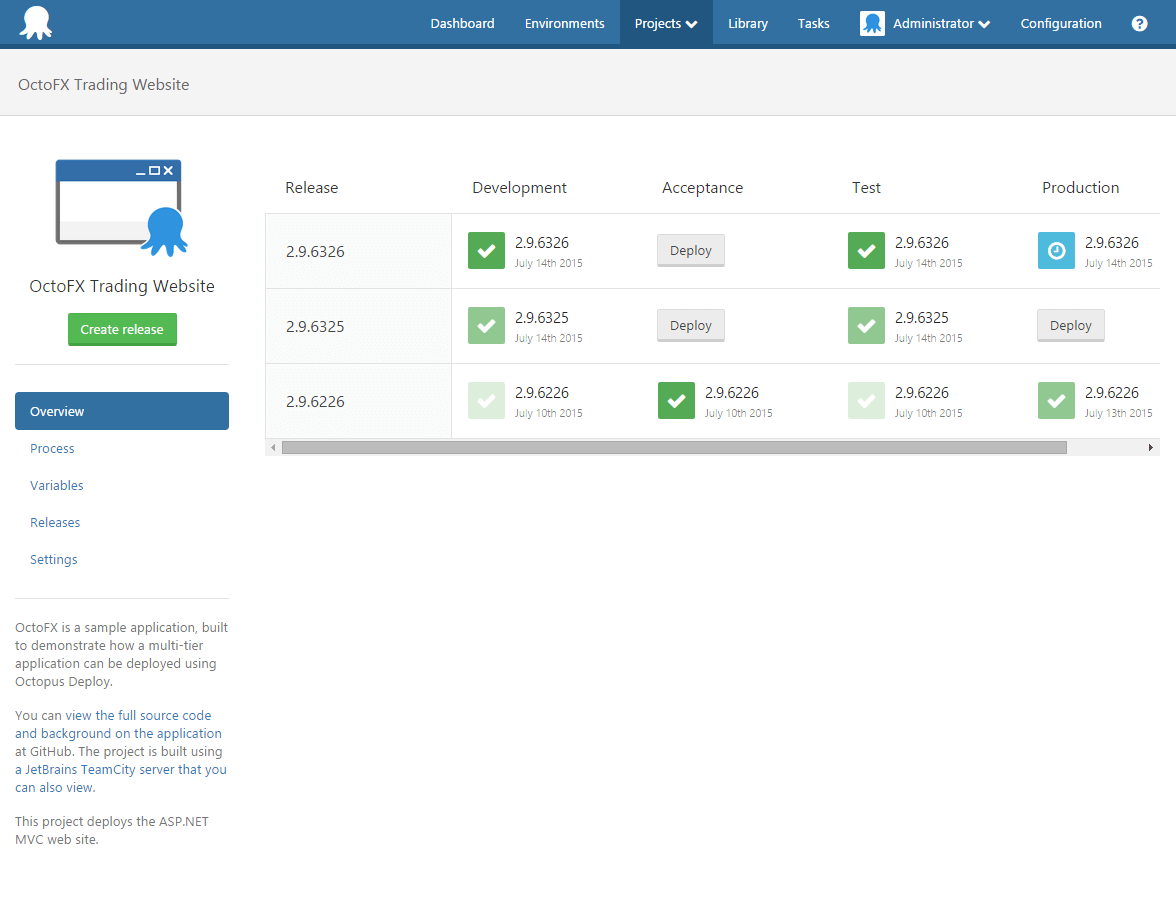 Dashboard Environments Projects Library Tasks Administrator Configuration ?
OctoFX Trading Website
OctoFX Trading Website
Create release
Overview
Process
Variables
Releases
Settings
OctoFX is a sample application, built
to demonstrate how a multi-tier
application can be deployed using
Octopus Deploy.
You can view the full source code
and background on the application
at GitHub. The project is built using
a JetBrains TeamCity server that you
can also view.
This project deploys the ASP.NET
MVC web site.
Release Development Acceptance Test Production
2.9.6326 2.9.6326 Deploy 2.9.6326 2.9.6326
July 14th 2015 July 14th 2015 July 14th 2015
2.9.6325 2.9.6325 Deploy 2.9.6325 Deploy
July 14th 2015 July 14th 2015
2.9.6226 2.9.6226 2.9.6226 2.9.6226 2.9.6226
July 10th 2015 July 10th 2015 July 10th 2015 July 13th 2015